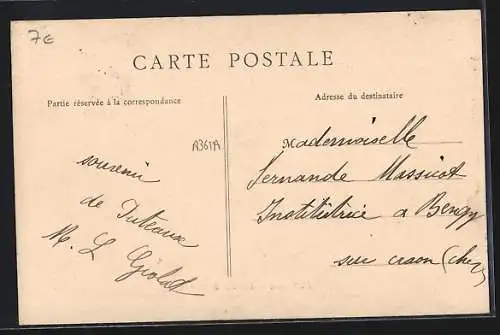 7€
CARTE POSTALE
Partie réservée à la correspondance
Adresse du destinataire
A361A
souvenir
de Puteaux
M. L
Mademoiselle
Fernande Massicot
Institutrice a Bengy
sur craon (cher)